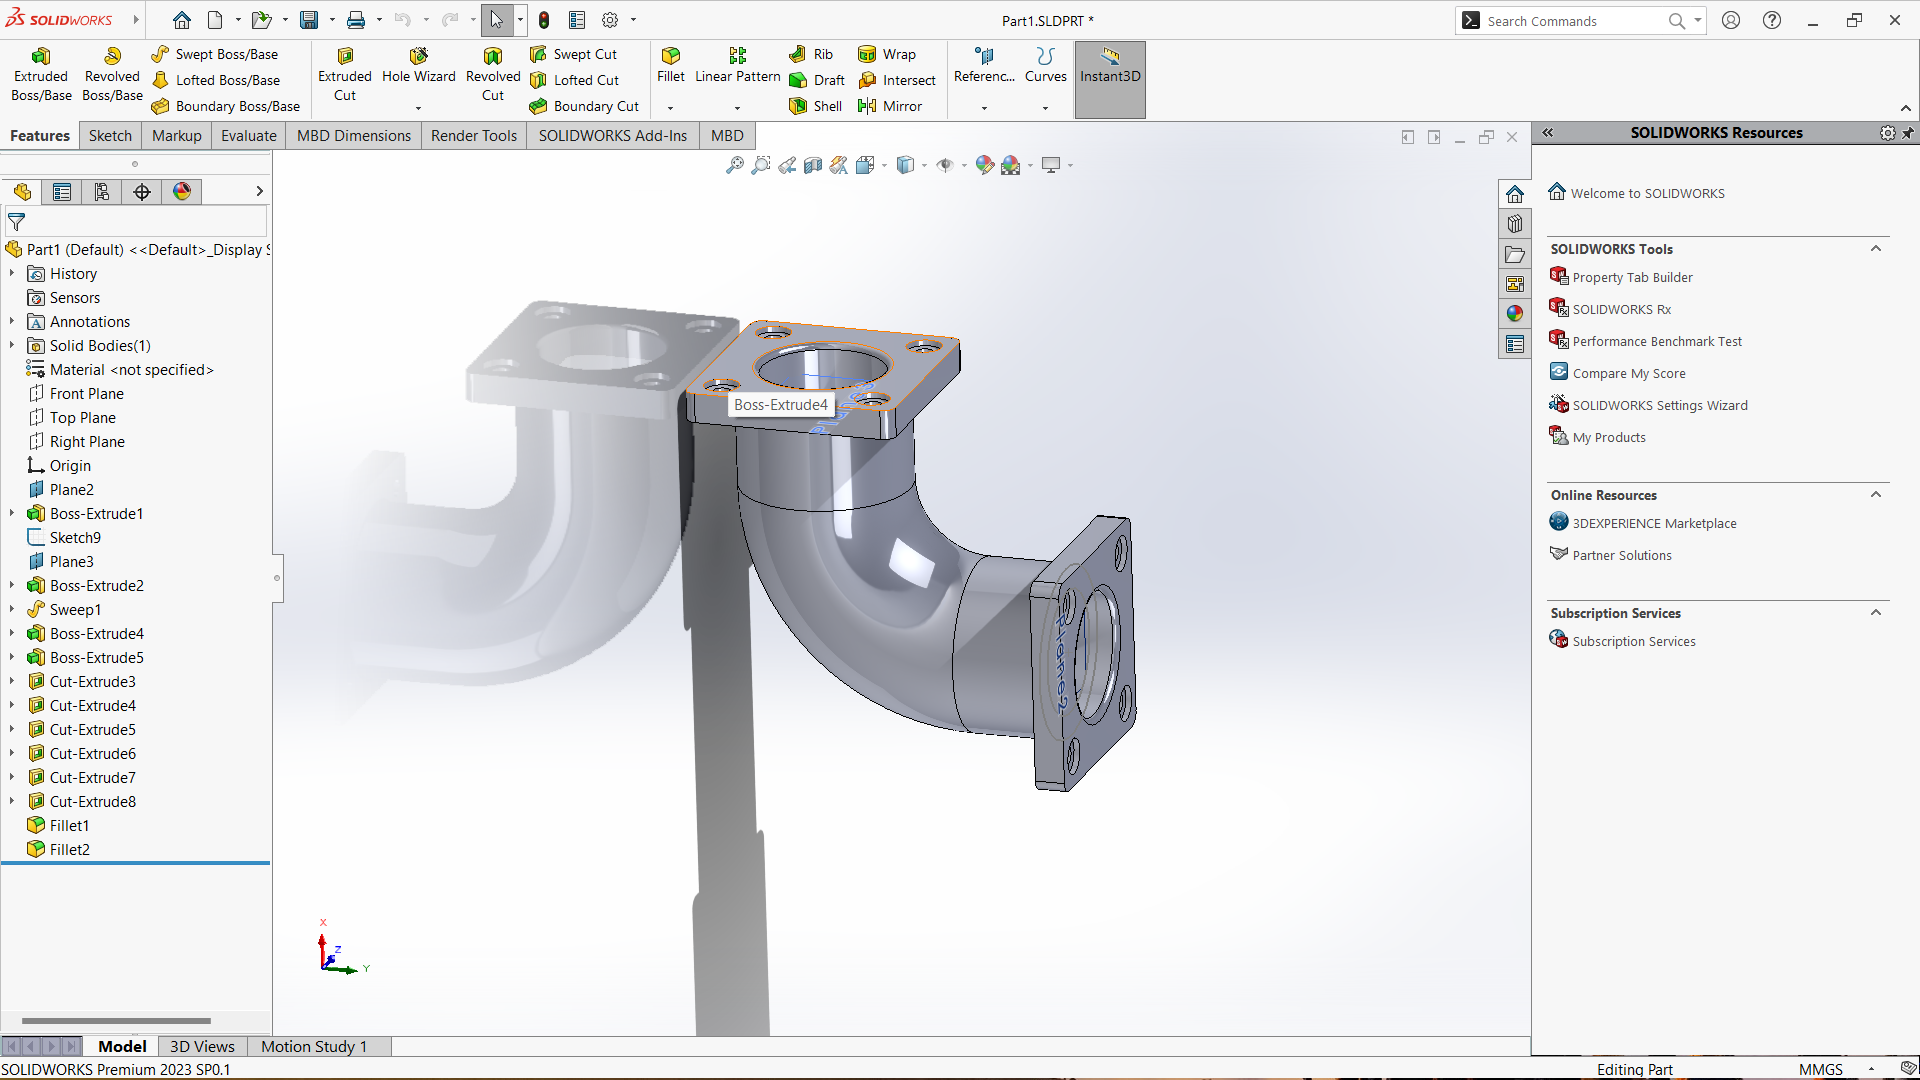 SOLIDWORKS
Part1.SLDPRT *
Search Commands
Extruded Boss/Base
Revolved Boss/Base
Swept Boss/Base
Lofted Boss/Base
Boundary Boss/Base
Extruded Cut
Hole Wizard
Revolved Cut
Swept Cut
Lofted Cut
Boundary Cut
Fillet
Linear Pattern
Rib
Draft
Shell
Wrap
Intersect
Mirror
Referenc...
Curves
Instant3D
Features
Sketch
Markup
Evaluate
MBD Dimensions
Render Tools
SOLIDWORKS Add-Ins
MBD
Part1 (Default) <<Default>_Display S
History
Sensors
Annotations
Solid Bodies(1)
Material <not specified>
Front Plane
Top Plane
Right Plane
Origin
Plane2
Boss-Extrude1
Sketch9
Plane3
Boss-Extrude2
Sweep1
Boss-Extrude4
Boss-Extrude5
Cut-Extrude3
Cut-Extrude4
Cut-Extrude5
Cut-Extrude6
Cut-Extrude7
Cut-Extrude8
Fillet1
Fillet2
Boss-Extrude4
Plane2
X
Z
Y
SOLIDWORKS Resources
Welcome to SOLIDWORKS
SOLIDWORKS Tools
Property Tab Builder
SOLIDWORKS Rx
Performance Benchmark Test
Compare My Score
SOLIDWORKS Settings Wizard
My Products
Online Resources
3DEXPERIENCE Marketplace
Partner Solutions
Subscription Services
Subscription Services
Model
3D Views
Motion Study 1
SOLIDWORKS Premium 2023 SP0.1
Editing Part
MMGS